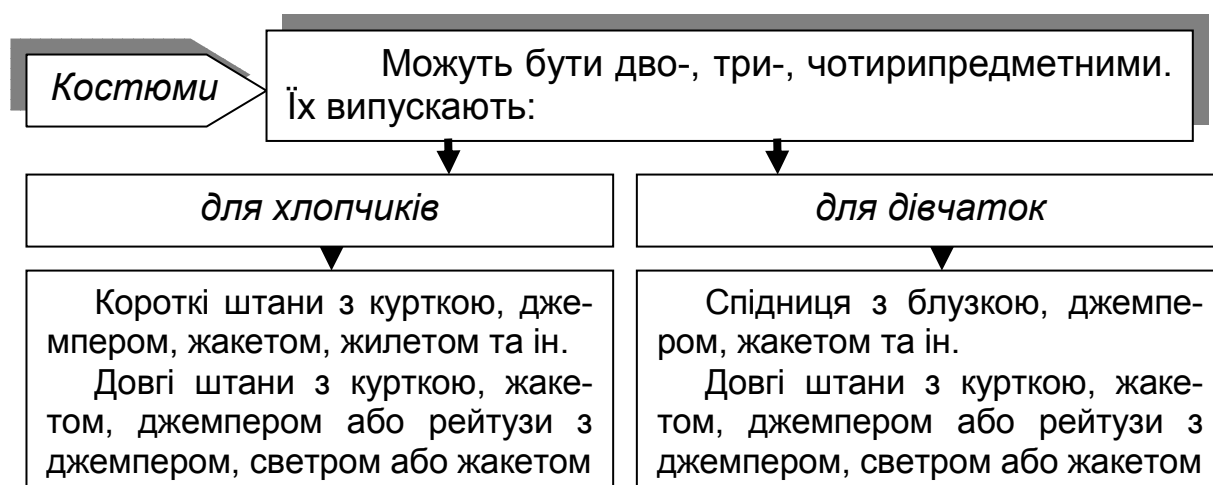 Костюми
Можуть бути дво-, три-, чотирипредметними.
Їх випускають:
для хлопчиків
для дівчаток
Короткі штани з курткою, дже-
мпером, жакетом, жилетом та ін.
Довгі штани з курткою, жаке-
том, джемпером або рейтузи з
джемпером, светром або жакетом
Спідниця з блузкою, джемпе-
ром, жакетом та ін.
Довгі штани з курткою, жаке-
том, джемпером або рейтузи з
джемпером, светром або жакетом